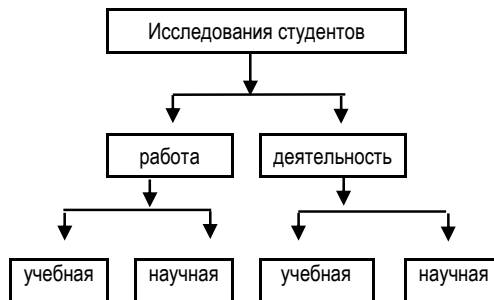 Исследования студентов
работа
деятельность
учебная
научная
учебная
научная